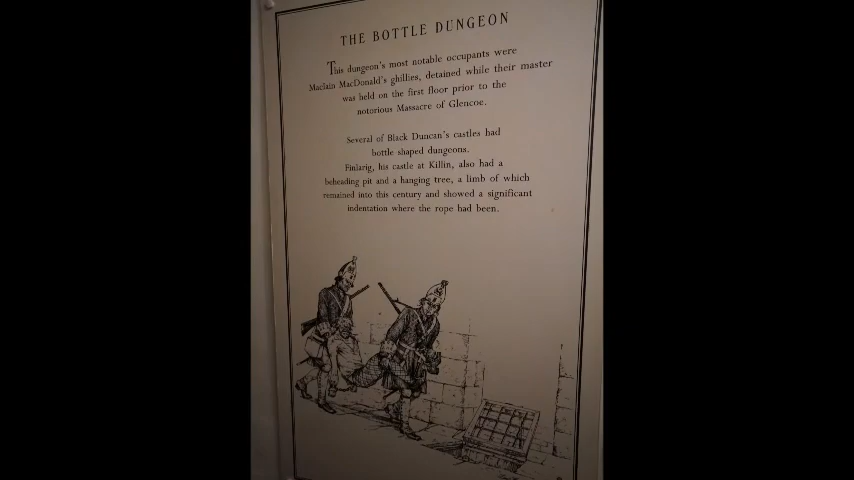 THE BOTTLE DUNGEON
This dungeon's most notable occupants were
MacIain MacDonald's ghillies, detained while their master
was held on the first floor prior to the
notorious Massacre of Glencoe.
Several of Black Duncan's castles had
bottle shaped dungeons.
Finlarig, his castle at Killin, also had a
beheading pit and a hanging tree, a limb of which
remained into this century and showed a significant
indentation where the rope had been.